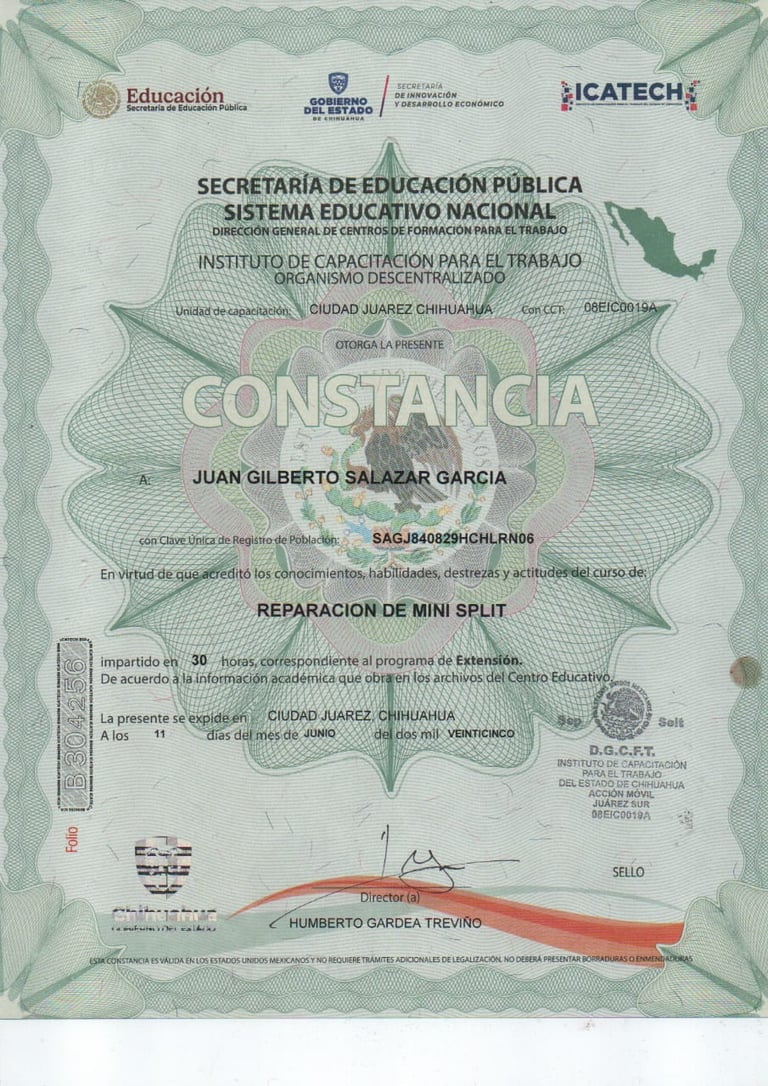 Educación
Secretaría de Educación Pública
GOBIERNO
DEL ESTADO
DE CHIHUAHUA
SECRETARÍA
DE INNOVACIÓN
Y DESARROLLO ECONÓMICO
ICATECH
SECRETARÍA DE EDUCACIÓN PÚBLICA
SISTEMA EDUCATIVO NACIONAL
DIRECCIÓN GENERAL DE CENTROS DE FORMACIÓN PARA EL TRABAJO
INSTITUTO DE CAPACITACIÓN PARA EL TRABAJO
ORGANISMO DESCENTRALIZADO
Unidad de capacitación: CIUDAD JUAREZ CHIHUAHUA Con CCT: 08EIC0019A
OTORGA LA PRESENTE
CONSTANCIA
A: JUAN GILBERTO SALAZAR GARCIA
con Clave Única de Registro de Población: SAGJ840829HCHLRN06
En virtud de que acreditó los conocimientos, habilidades, destrezas y actitudes del curso de:
REPARACION DE MINI SPLIT
impartido en 30 horas, correspondiente al programa de Extensión.
De acuerdo a la información académica que obra en los archivos del Centro Educativo.
La presente se expide en CIUDAD JUAREZ, CHIHUAHUA
A los 11 días del mes de JUNIO del dos mil VEINTICINCO
B 304256
Folio
Sep Seit
D.G.C.F.T.
INSTITUTO DE CAPACITACIÓN
PARA EL TRABAJO
DEL ESTADO DE CHIHUAHUA
ACCIÓN MÓVIL
JUÁREZ SUR
08EIC0019A
SELLO
Chihuahua
Director (a)
HUMBERTO GARDEA TREVIÑO
ESTA CONSTANCIA ES VÁLIDA EN LOS ESTADOS UNIDOS MEXICANOS Y NO REQUIERE TRÁMITES ADICIONALES DE LEGALIZACIÓN, NO DEBERÁ PRESENTAR BORRADURAS O ENMENDADURAS